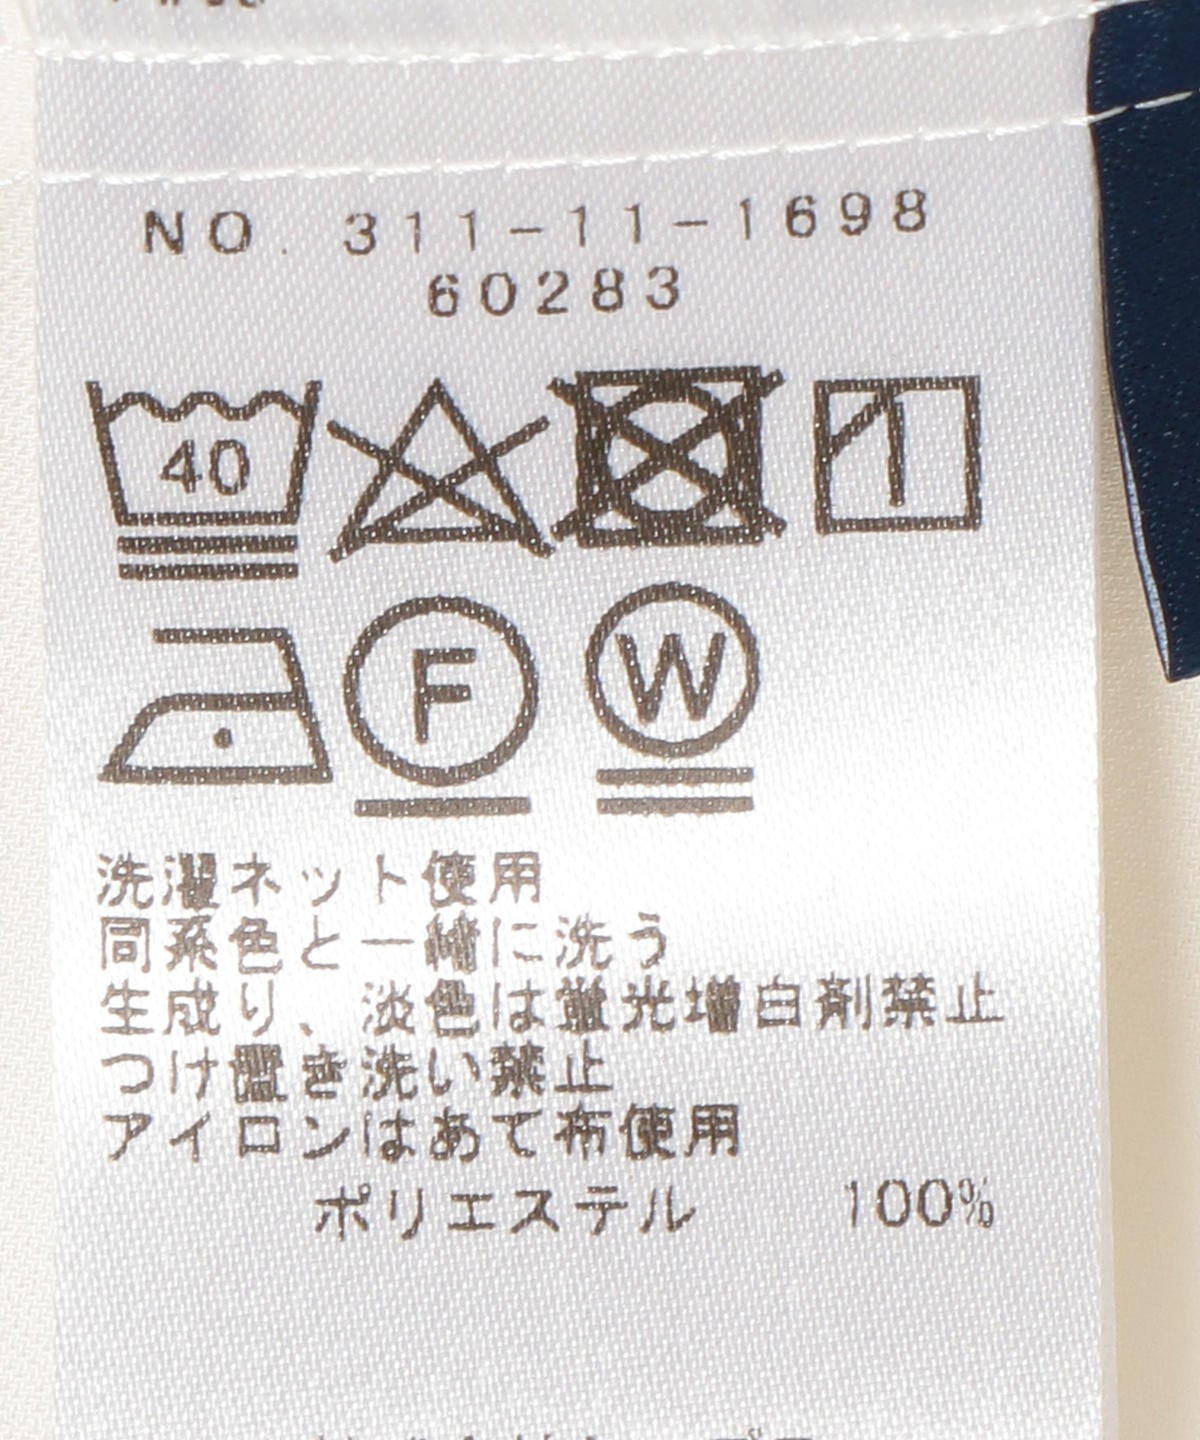 NO. 311-11-1698
60283
40
F
W
洗濯ネット使用
同系色と一緒に洗う
生成り、淡色は蛍光増白剤禁止
つけ置き洗い禁止
アイロンはあて布使用
ポリエステル 100%